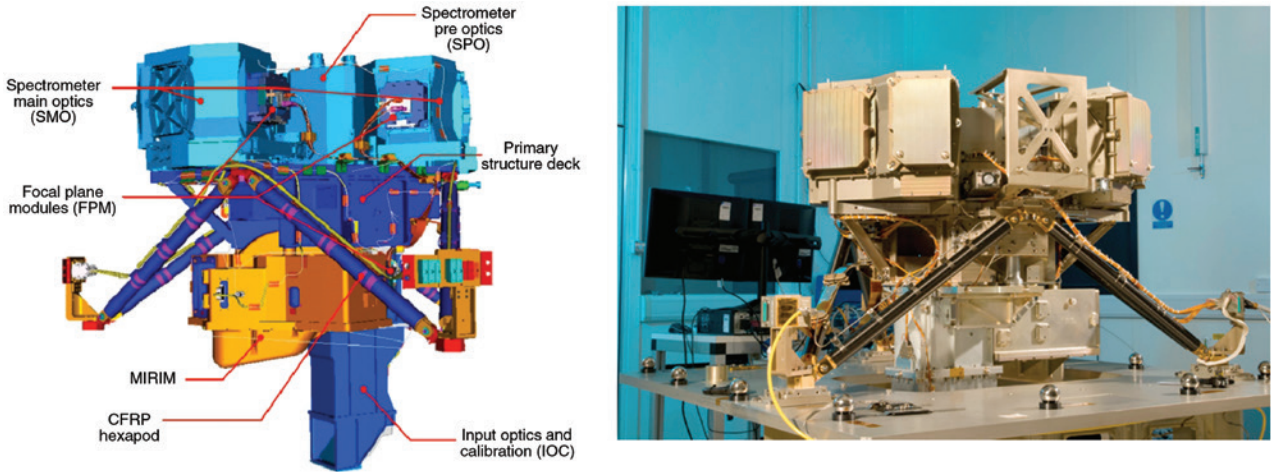 Spectrometer
pre optics
(SPO)
Spectrometer
main optics
(SMO)
Primary
structure deck
Focal plane
modules (FPM)
MIRIM
CFRP
hexapod
Input optics and
calibration (IOC)